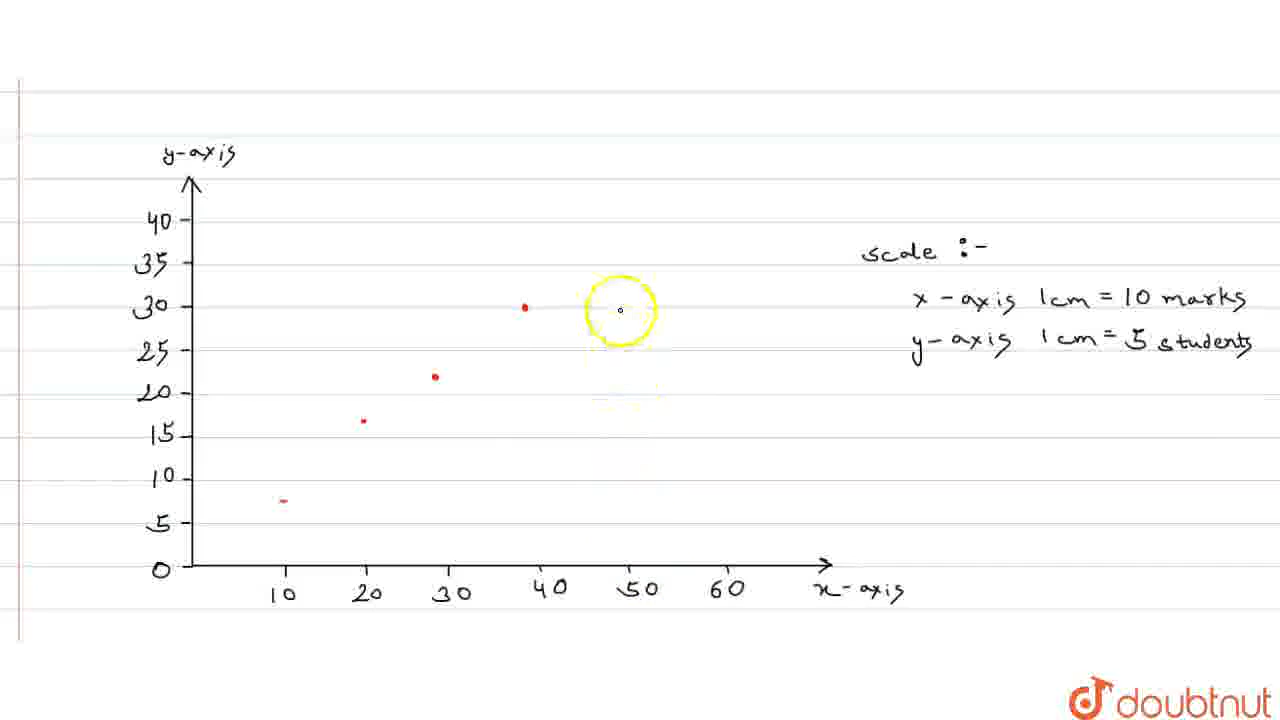 y-axis
40
35
30
25
20
15
10
5
0
10 20 30 40 50 60 x-axis
scale :-
x-axis 1cm = 10 marks
y-axis 1cm = 5 students
doubtnut